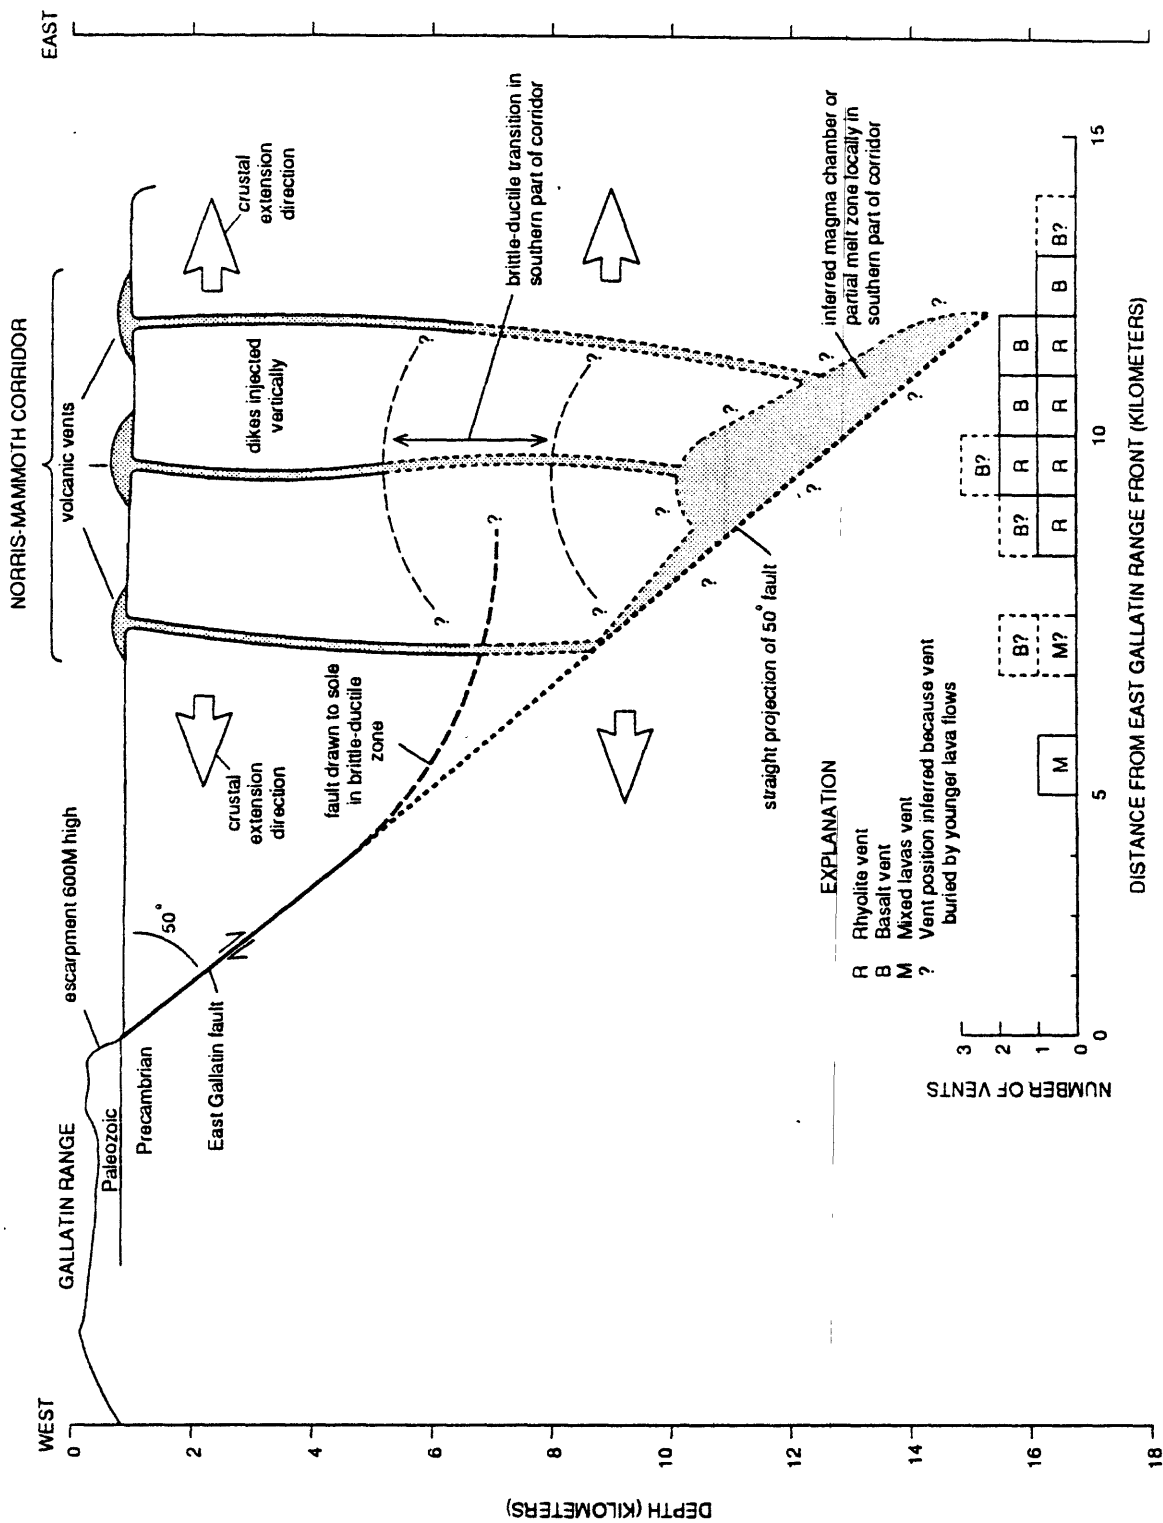 WEST
EAST
GALLATIN RANGE
NORRIS-MAMMOTH CORRIDOR
escarpment 600M high
volcanic vents
Paleozoic
Precambrian
50°
East Gallatin fault
crustal
extension
direction
dikes injected
vertically
crustal
extension
direction
fault drawn to sole
in brittle-ductile
zone
brittle-ductile transition in
southern part of corridor
?
?
?
?
?
?
?
?
?
?
?
?
?
straight projection of 50° fault
inferred magma chamber or
partial melt zone locally in
southern part of corridor
DEPTH (KILOMETERS)
0
2
4
6
8
10
12
14
16
18
EXPLANATION
R Rhyolite vent
B Basalt vent
M Mixed lavas vent
? Vent position inferred because vent
buried by younger lava flows
NUMBER OF VENTS
3
2
1
0
B?
B? B? R B B
M M? R R R R B B?
0 5 10 15
DISTANCE FROM EAST GALLATIN RANGE FRONT (KILOMETERS)